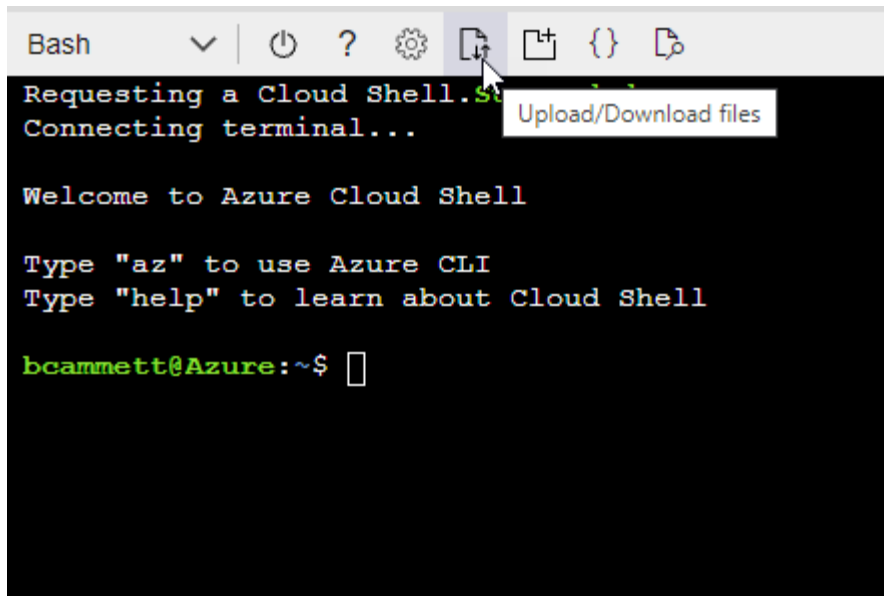 Bash
?
{}
Requesting a Cloud Shell.
Upload/Download files
Connecting terminal...
Welcome to Azure Cloud Shell
Type "az" to use Azure CLI
Type "help" to learn about Cloud Shell
bcammett@Azure:~$